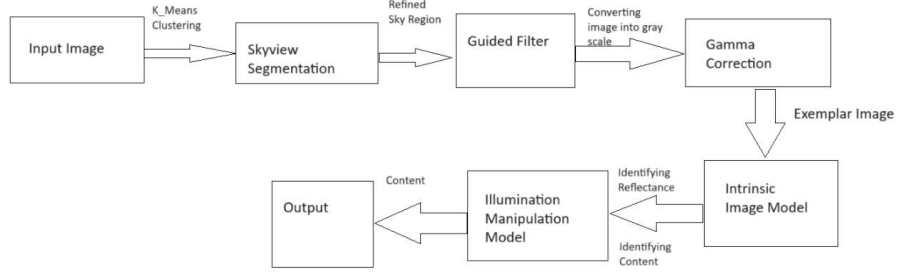 Input Image
K_Means
Clustering
Skyview
Segmentation
Refined
Sky Region
Guided Filter
Converting
image into gray
scale
Gamma
Correction
Exemplar Image
Intrinsic
Image Model
Identifying
Reflectance
Identifying
Content
Illumination
Manipulation
Model
Content
Output